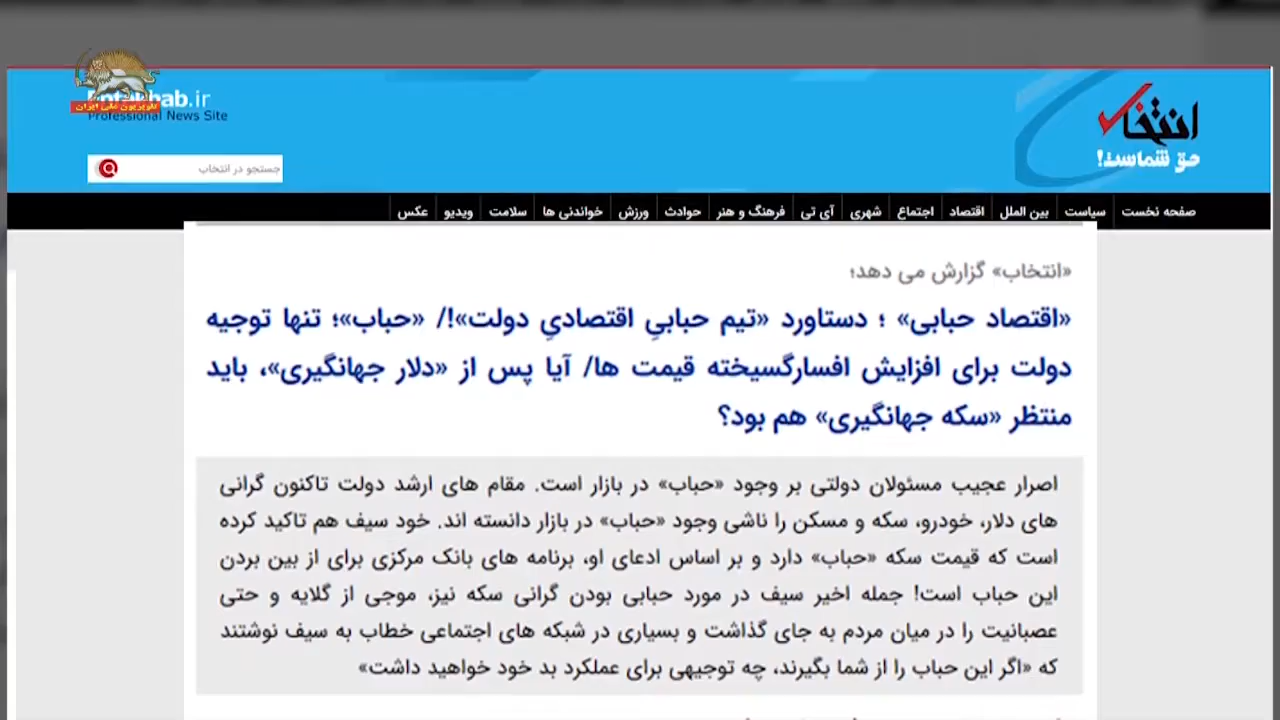 انتخاب
حق شماست!
.ir
Professional News Site
تلویزیون ملی ایران
جستجو در انتخاب
صفحه نخست سیاست بین الملل اقتصاد اجتماع شهری آی تی فرهنگ و هنر حوادث ورزش خواندنی ها سلامت ویدیو عکس
«انتخاب» گزارش می دهد؛
«اقتصاد حبابی» ؛ دستاورد «تیم حبابیِ اقتصادیِ دولت»!/ «حباب»؛ تنها توجیه
دولت برای افزایش افسارگسیخته قیمت ها/ آیا پس از «دلار جهانگیری»، باید
منتظر «سکه جهانگیری» هم بود؟
اصرار عجیب مسئولان دولتی بر وجود «حباب» در بازار است. مقام های ارشد دولت تاکنون گرانی
های دلار، خودرو، سکه و مسکن را ناشی وجود «حباب» در بازار دانسته اند. خود سیف هم تاکید کرده
است که قیمت سکه «حباب» دارد و بر اساس ادعای او، برنامه های بانک مرکزی برای از بین بردن
این حباب است! جمله اخیر سیف در مورد حبابی بودن گرانی سکه نیز، موجی از گلایه و حتی
عصبانیت را در میان مردم به جای گذاشت و بسیاری در شبکه های اجتماعی خطاب به سیف نوشتند
که «اگر این حباب را از شما بگیرند، چه توجیهی برای عملکرد بد خود خواهید داشت»